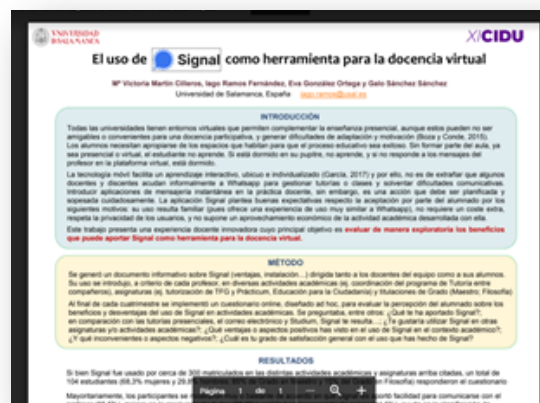 VNIVERSIDAD
D SALAMANCA
XI CIDU
El uso de Signal como herramienta para la docencia virtual
Mª Victoria Martín Cilleros, Iago Ramos Fernández, Eva González Ortega y Galo Sánchez Sánchez
Universidad de Salamanca, España iago.ramos@usal.es
INTRODUCCIÓN
Todas las universidades tienen entornos virtuales que permiten complementar la enseñanza presencial, aunque estos pueden no ser
amigables o convenientes para una docencia participativa, y generar dificultades de adaptación y motivación (Boza y Conde, 2015).
Los alumnos necesitan apropiarse de los espacios que habitan para que el proceso educativo sea exitoso. Sin formar parte del aula, ya
sea presencial o virtual, el estudiante no aprende. Si está dormido en su pupitre, no aprende, y si no responde a los mensajes del
profesor en la plataforma virtual, está dormido.
La tecnología móvil facilita un aprendizaje interactivo, ubicuo e individualizado (García, 2017) y por ello, no es de extrañar que algunos
docentes y discentes acudan informalmente a Whatsapp para gestionar tutorías o clases y solventar dificultades comunicativas.
Introducir aplicaciones de mensajería instantánea en la práctica docente, sin embargo, es una acción que debe ser planificada y
sopesada cuidadosamente. La aplicación Signal plantea buenas expectativas respecto la aceptación por parte del alumnado por los
siguientes motivos: su uso resulta familiar (pues ofrece una experiencia de uso muy similar a Whatsapp), no requiere un coste extra,
respeta la privacidad de los usuarios, y no supone un aprovechamiento económico de la actividad académica desarrollada con ella.
Este trabajo presenta una experiencia docente innovadora cuyo principal objetivo es evaluar de manera exploratoria los beneficios
que puede aportar Signal como herramienta para la docencia virtual.
MÉTODO
Se generó un documento informativo sobre Signal (ventajas, instalación...) dirigida tanto a los docentes del equipo como a sus alumnos.
Su uso se introdujo, a criterio de cada profesor, en diversas actividades académicas (ej. coordinación del programa de Tutoría entre
compañeros), asignaturas (ej. tutorización de TFG y Prácticum, Educación para la Ciudadanía) y titulaciones de Grado (Maestro, Filosofía)
Al final de cada cuatrimestre se implementó un cuestionario online, diseñado ad hoc, para evaluar la percepción del alumnado sobre los
beneficios y desventajas del uso de Signal en actividades académicas. Se preguntaba, entre otros: ¿Qué te ha aportado Signal?;
en comparación con las tutorías presenciales, el correo electrónico y Studium, Signal te resulta...; ¿Te gustaría utilizar Signal en otras
asignaturas y/o actividades académicas?; ¿Qué ventajas o aspectos positivos has visto en el uso de Signal en el contexto académico?;
¿Y qué inconvenientes o aspectos negativos?; ¿Cuál es tu grado de satisfacción general con el uso que has hecho de Signal?
RESULTADOS
Si bien Signal fue usado por cerca de 300 matriculados en las distintas actividades académicas y asignaturas arriba citadas, un total de
104 estudiantes (68,3% mujeres y Filosofía) respondieron el cuestionario
Mayoritariamente, los participantes se aportó facilidad para comunicarse con el
Página 1 de 1